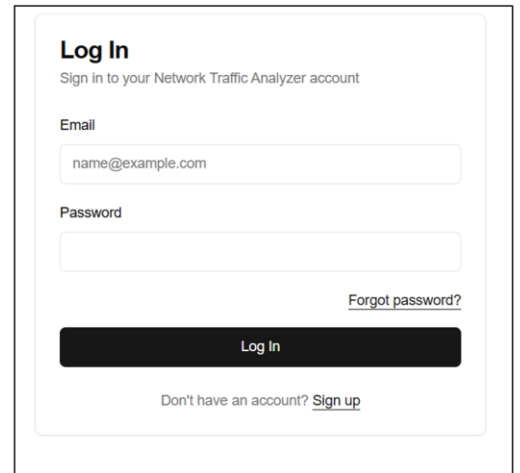 Log In
Sign in to your Network Traffic Analyzer account
Email
name@example.com
Password
Forgot password?
Log In
Don't have an account? Sign up